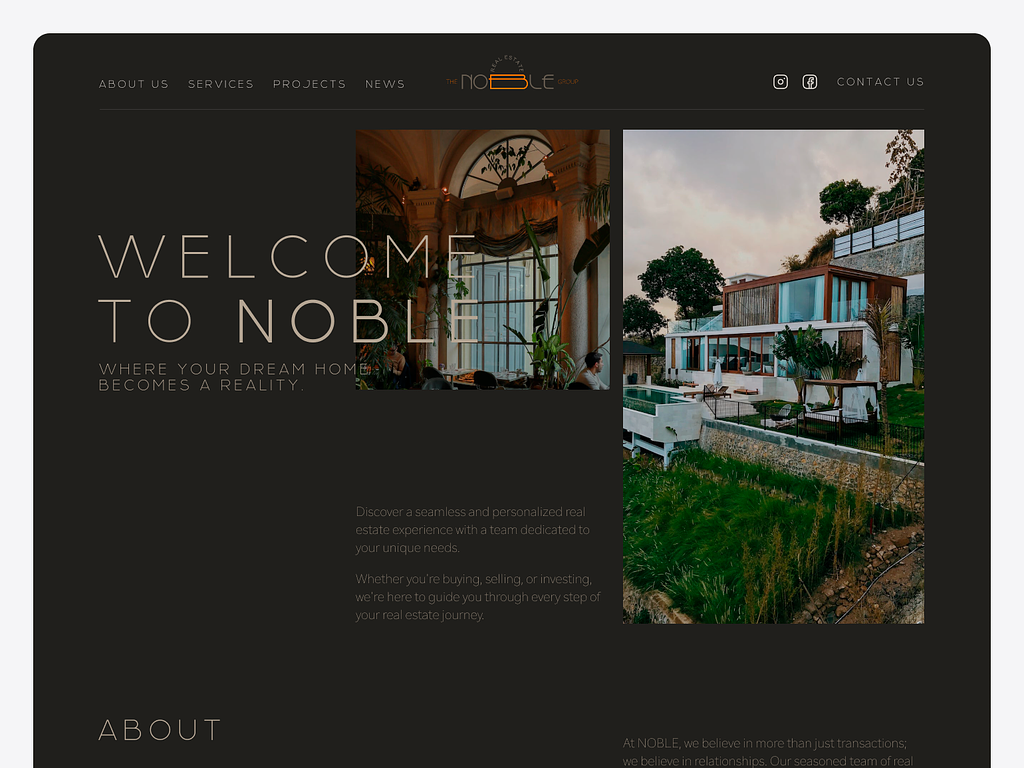 ABOUT US SERVICES PROJECTS NEWS
REAL ESTATE
THE NOBLE GROUP
CONTACT US
WELCOME
TO NOBLE
WHERE YOUR DREAM HOME
BECOMES A REALITY.
Discover a seamless and personalized real
estate experience with a team dedicated to
your unique needs.
Whether you're buying, selling, or investing,
we're here to guide you through every step of
your real estate journey.
ABOUT
At NOBLE, we believe in more than just transactions;
we believe in relationships. Our seasoned team of real